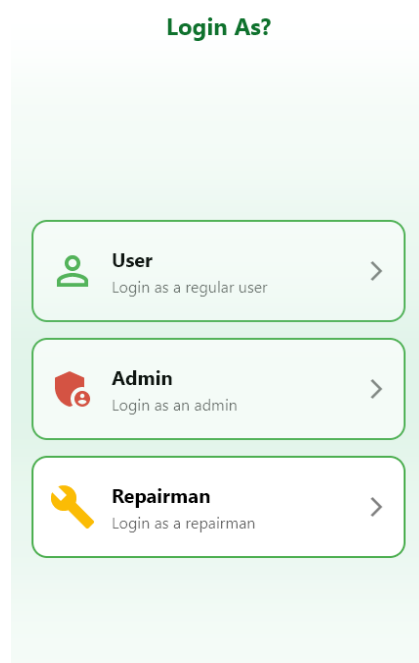 Login As?
User
Login as a regular user
Admin
Login as an admin
Repairman
Login as a repairman